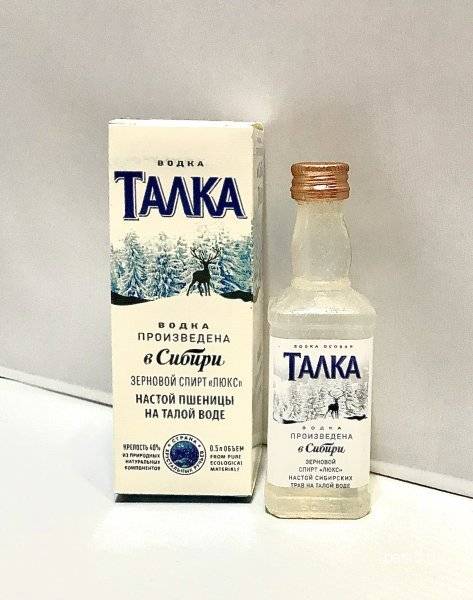 ВОДКА
ТАЛКА
ВОДКА
ПРОИЗВЕДЕНА
в Сибири
ЗЕРНОВОЙ СПИРТ «ЛЮКС»
НАСТОЙ ПШЕНИЦЫ
НА ТАЛОЙ ВОДЕ
КРЕПОСТЬ 40%
ИЗ ПРИРОДНЫХ
НАТУРАЛЬНЫХ
КОМПОНЕНТОВ
СТРАНА
0.5л ОБЪЕМ
FROM PURE
ECOLOGICAL
MATERIALS
ВОДКА ОСОБАЯ
ТАЛКА
ВОДКА
ПРОИЗВЕДЕНА
в Сибири
ЗЕРНОВОЙ
СПИРТ «ЛЮКС»
НАСТОЙ СИБИРСКИХ
ТРАВ НА ТАЛОЙ ВОДЕ